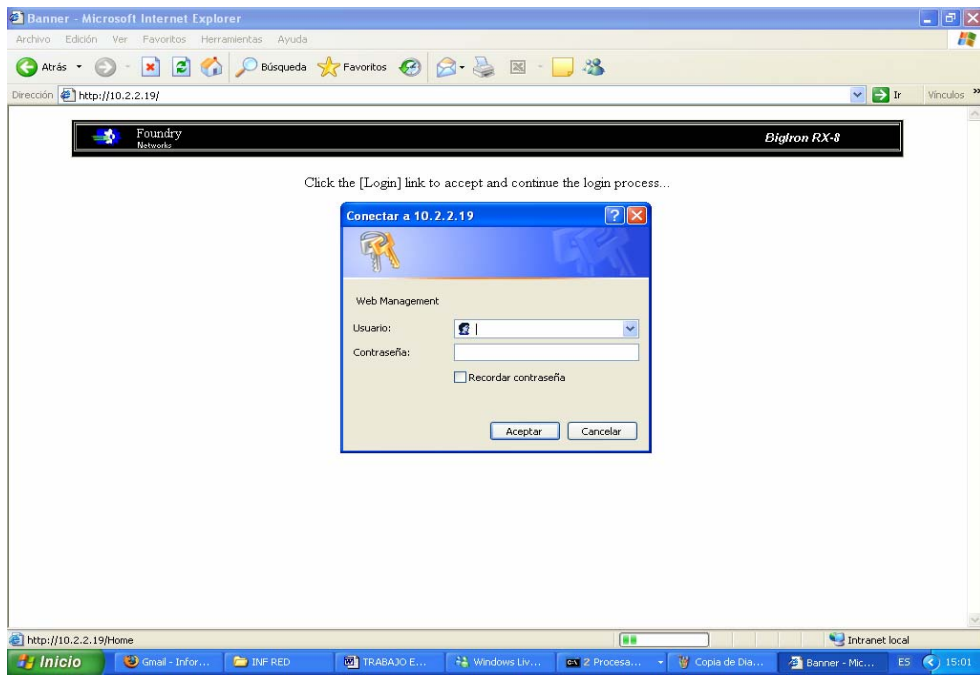 Banner - Microsoft Internet Explorer
Archivo Edición Ver Favoritos Herramientas Ayuda
Atrás Búsqueda Favoritos
Dirección http://10.2.2.19/ Ir Vínculos »
Foundry
Networks
BigIron RX-8
Click the [Login] link to accept and continue the login process...
Conectar a 10.2.2.19
Web Management
Usuario:
Contraseña:
Recordar contraseña
Aceptar Cancelar
http://10.2.2.19/Home Intranet local
Inicio Gmail - Infor... INF RED TRABAJO E... Windows Liv... 2 Procesa... Copia de Dia... Banner - Mic... ES 15:01